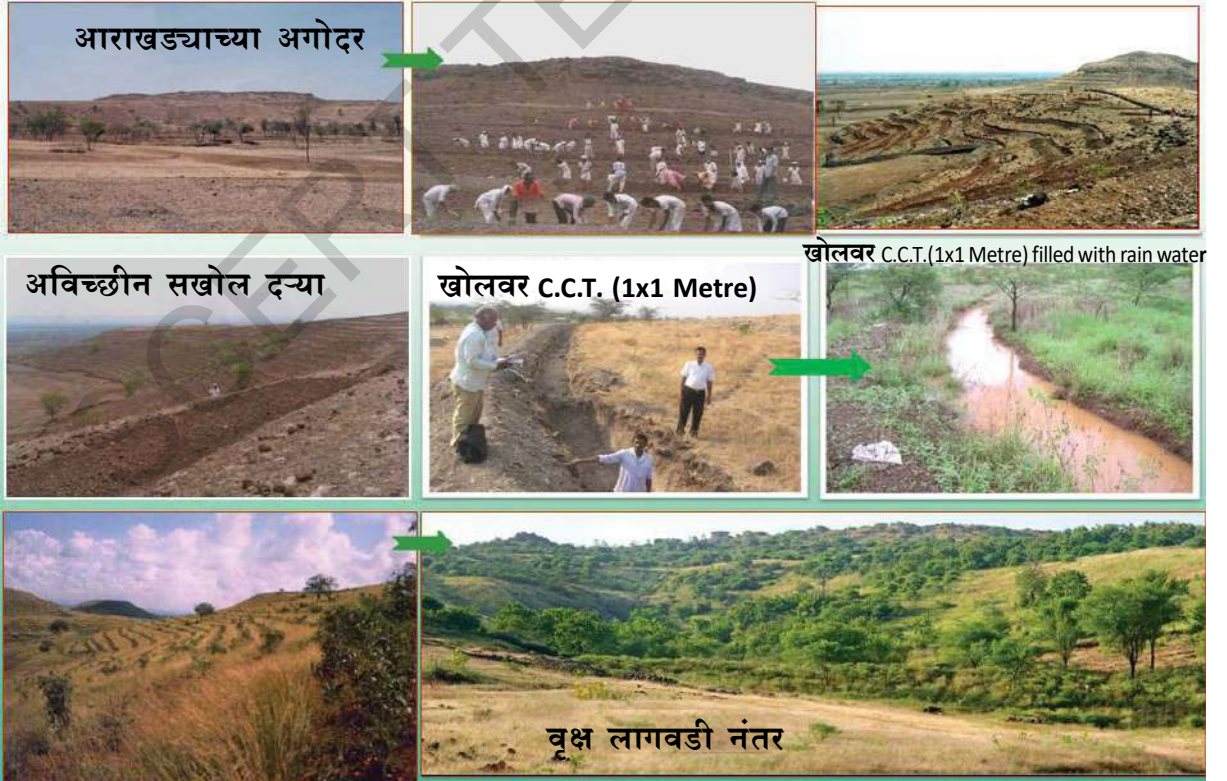 आराखड्याच्या अगोदर
अविच्छीन सखोल दऱ्या
खोलवर C.C.T. (1x1 Metre)
खोलवर C.C.T.(1x1 Metre) filled with rain water
वृक्ष लागवडी नंतर